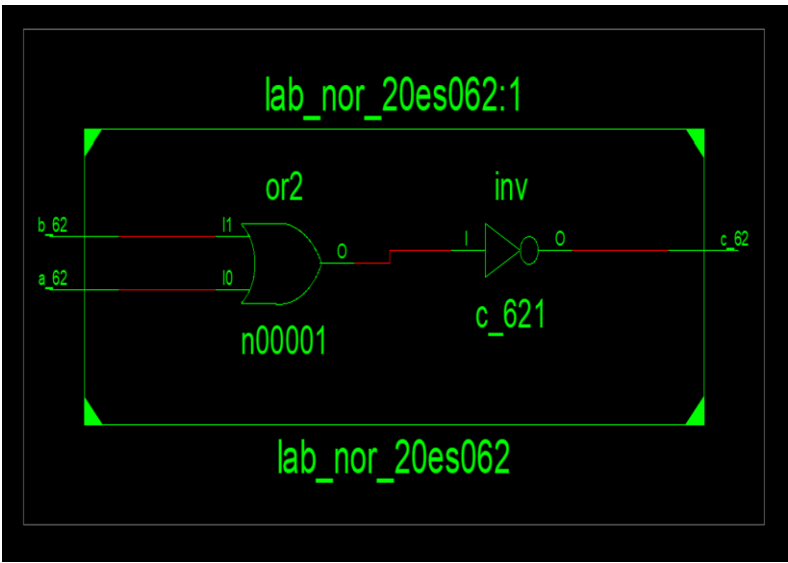 lab_nor_20es062:1
or2
inv
b_62
I1
O
I
O
c_62
a_62
I0
n00001
c_621
lab_nor_20es062